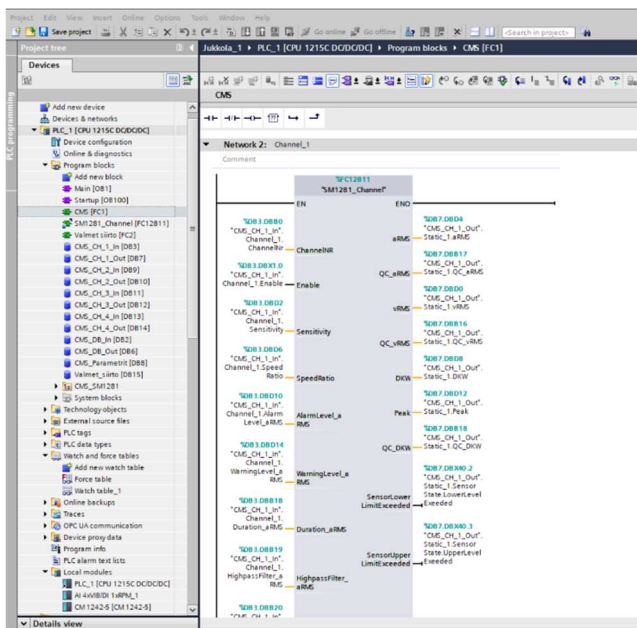 Project Edit View Insert Online Options Tools Window Help
Save project
Go online
Go offline
<Search in project>
Project tree
Jukkola_1 ▸ PLC_1 [CPU 1215C DC/DC/DC] ▸ Program blocks ▸ CMS [FC1]
Devices
PLC programming
CMS
Add new device
Devices & networks
PLC_1 [CPU 1215C DC/DC/DC]
Device configuration
Online & diagnostics
Program blocks
Add new block
Main [OB1]
Startup [OB100]
CMS [FC1]
SM1281_Channel [FC12811]
Valmet siirto [FC2]
CMS_CH_1_In [DB3]
CMS_CH_1_Out [DB7]
CMS_CH_2_In [DB9]
CMS_CH_2_Out [DB10]
CMS_CH_3_In [DB11]
CMS_CH_3_Out [DB12]
CMS_CH_4_In [DB13]
CMS_CH_4_Out [DB14]
CMS_DB_In [DB2]
CMS_DB_Out [DB6]
CMS_Parametrit [DB8]
Valmet_siirto [DB15]
CMS_SM1281
System blocks
Technology objects
External source files
PLC tags
PLC data types
Watch and force tables
Add new watch table
Force table
Watch table_1
Online backups
Traces
OPC UA communication
Device proxy data
Program info
PLC alarm text lists
Local modules
PLC_1 [CPU 1215C DC/DC/DC]
AI 4xVIB/DI 1xRPM_1
CM 1242-5 [CM 1242-5]
Details view
Network 2: Channel_1
Comment
%FC12811
"SM1281_Channel"
EN
ENO
%DB3.DBB0
"CMS_CH_1_In".
Channel_1.
ChannelNr
ChannelNR
%DB3.DBX1.0
"CMS_CH_1_In".
Channel_1.Enable
Enable
%DB3.DBD2
"CMS_CH_1_In".
Channel_1.
Sensitivity
Sensitivity
%DB3.DBD6
"CMS_CH_1_In".
Channel_1.Speed
Ratio
SpeedRatio
%DB3.DBD10
"CMS_CH_1_In".
Channel_1.Alarm
Level_aRMS
AlarmLevel_a
RMS
%DB3.DBD14
"CMS_CH_1_In".
Channel_1.
WarningLevel_a
RMS
WarningLevel_a
RMS
%DB3.DBB18
"CMS_CH_1_In".
Channel_1.
Duration_aRMS
Duration_aRMS
%DB3.DBB19
"CMS_CH_1_In".
Channel_1.
HighpassFilter_a
RMS
HighpassFilter_
aRMS
%DB3.DBB20
"CMS_CH_1_In".
%DB7.DBD4
"CMS_CH_1_Out".
Static_1.aRMS
aRMS
%DB7.DBB17
"CMS_CH_1_Out".
Static_1.QC_aRMS
QC_aRMS
%DB7.DBD0
"CMS_CH_1_Out".
Static_1.vRMS
vRMS
%DB7.DBB16
"CMS_CH_1_Out".
Static_1.QC_vRMS
QC_vRMS
%DB7.DBD8
"CMS_CH_1_Out".
Static_1.DKW
DKW
%DB7.DBD12
"CMS_CH_1_Out".
Static_1.Peak
Peak
%DB7.DBB18
"CMS_CH_1_Out".
Static_1.QC_DKW
QC_DKW
%DB7.DBX40.2
"CMS_CH_1_Out".
Static_1.Sensor
State.LowerLevel
Exeeded
SensorLower
LimitExceeded
%DB7.DBX40.3
"CMS_CH_1_Out".
Static_1.Sensor
State.UpperLevel
Exeeded
SensorUpper
LimitExceeded